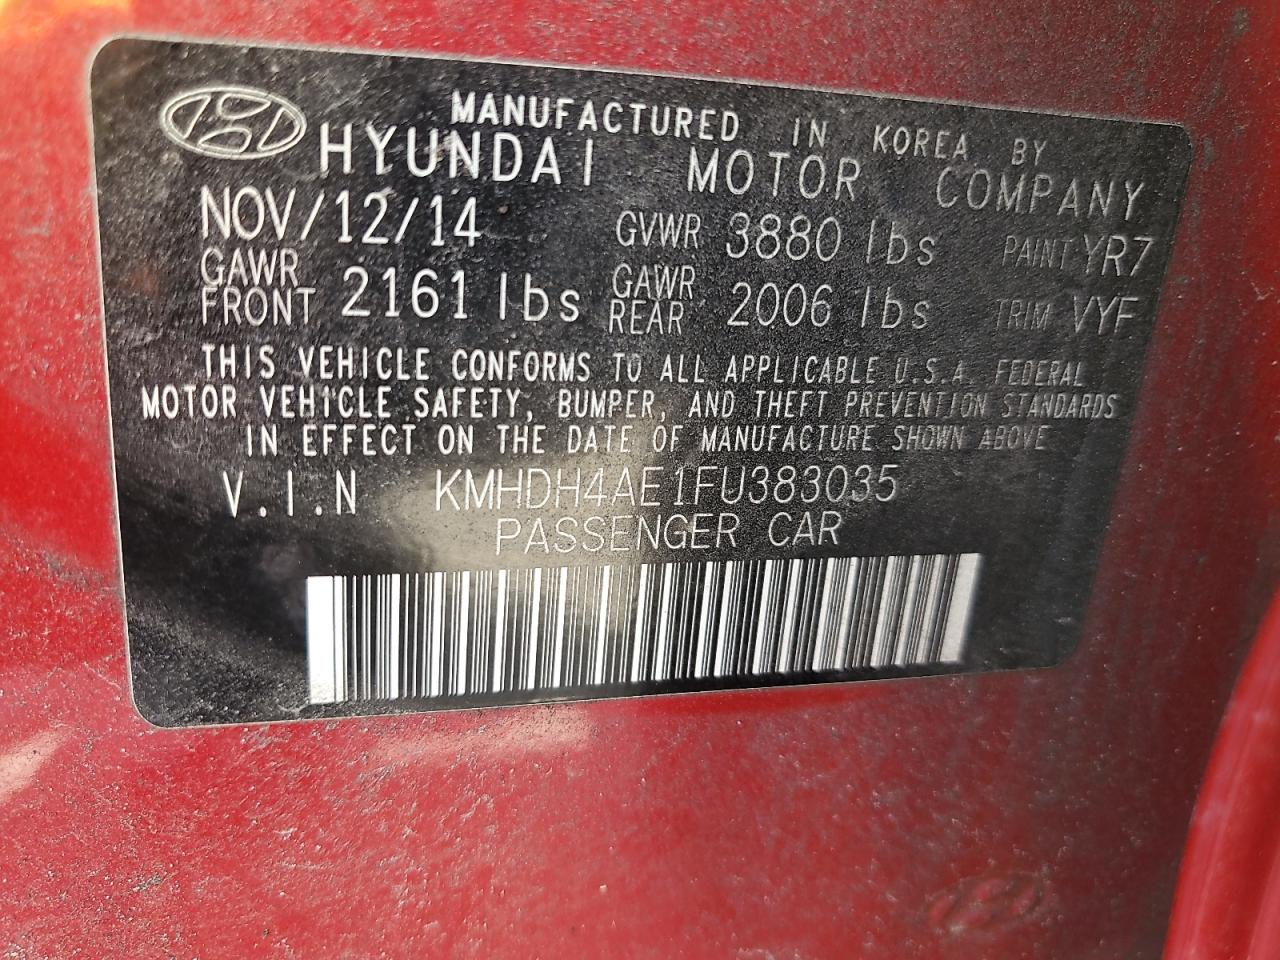 MANUFACTURED IN KOREA BY
HYUNDAI MOTOR COMPANY
NOV/12/14 GVWR 3880 lbs PAINT YR7
GAWR FRONT 2161 lbs GAWR REAR 2006 lbs TRIM VYF
THIS VEHICLE CONFORMS TO ALL APPLICABLE U.S.A. FEDERAL
MOTOR VEHICLE SAFETY, BUMPER, AND THEFT PREVENTION STANDARDS
IN EFFECT ON THE DATE OF MANUFACTURE SHOWN ABOVE
V.I.N KMHDH4AE1FU383035
PASSENGER CAR